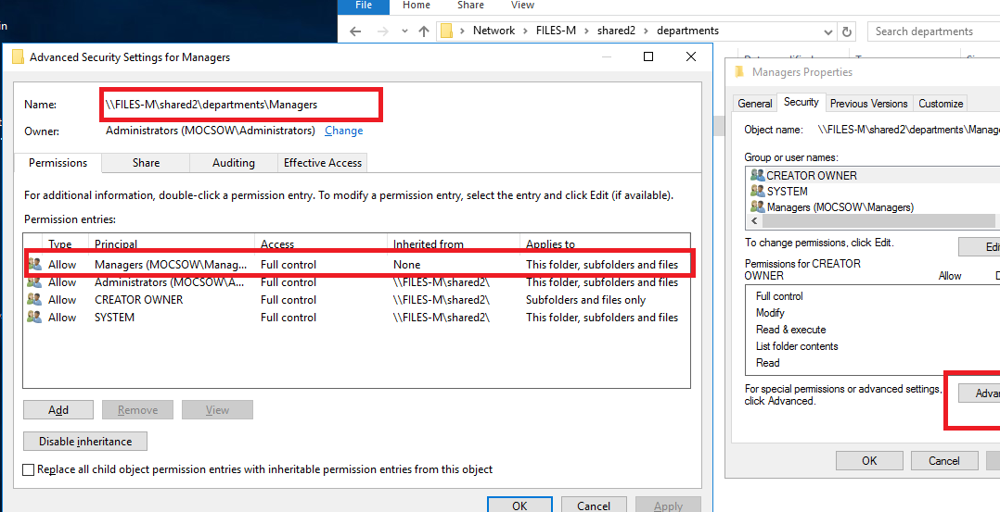 in
File Home Share View
Network > FILES-M > shared2 > departments
Search departments
Advanced Security Settings for Managers
Name: \\FILES-M\shared2\departments\Managers
Owner: Administrators (MOCSOW\Administrators) Change
Permissions Share Auditing Effective Access
For additional information, double-click a permission entry. To modify a permission entry, select the entry and click Edit (if available).
Permission entries:
Type Principal Access Inherited from Applies to
Allow Managers (MOCSOW\Manag... Full control None This folder, subfolders and files
Allow Administrators (MOCSOW\A... Full control \\FILES-M\shared2\ This folder, subfolders and files
Allow CREATOR OWNER Full control \\FILES-M\shared2\ Subfolders and files only
Allow SYSTEM Full control \\FILES-M\shared2\ This folder, subfolders and files
Add Remove View
Disable inheritance
Replace all child object permission entries with inheritable permission entries from this object
OK Cancel Apply
Managers Properties
General Security Previous Versions Customize
Object name: \\FILES-M\shared2\departments\Manage
Group or user names:
CREATOR OWNER
SYSTEM
Managers (MOCSOW\Managers)
To change permissions, click Edit. Edi
Permissions for CREATOR
OWNER Allow D
Full control
Modify
Read & execute
List folder contents
Read
For special permissions or advanced settings, Advan
click Advanced.
OK Cancel